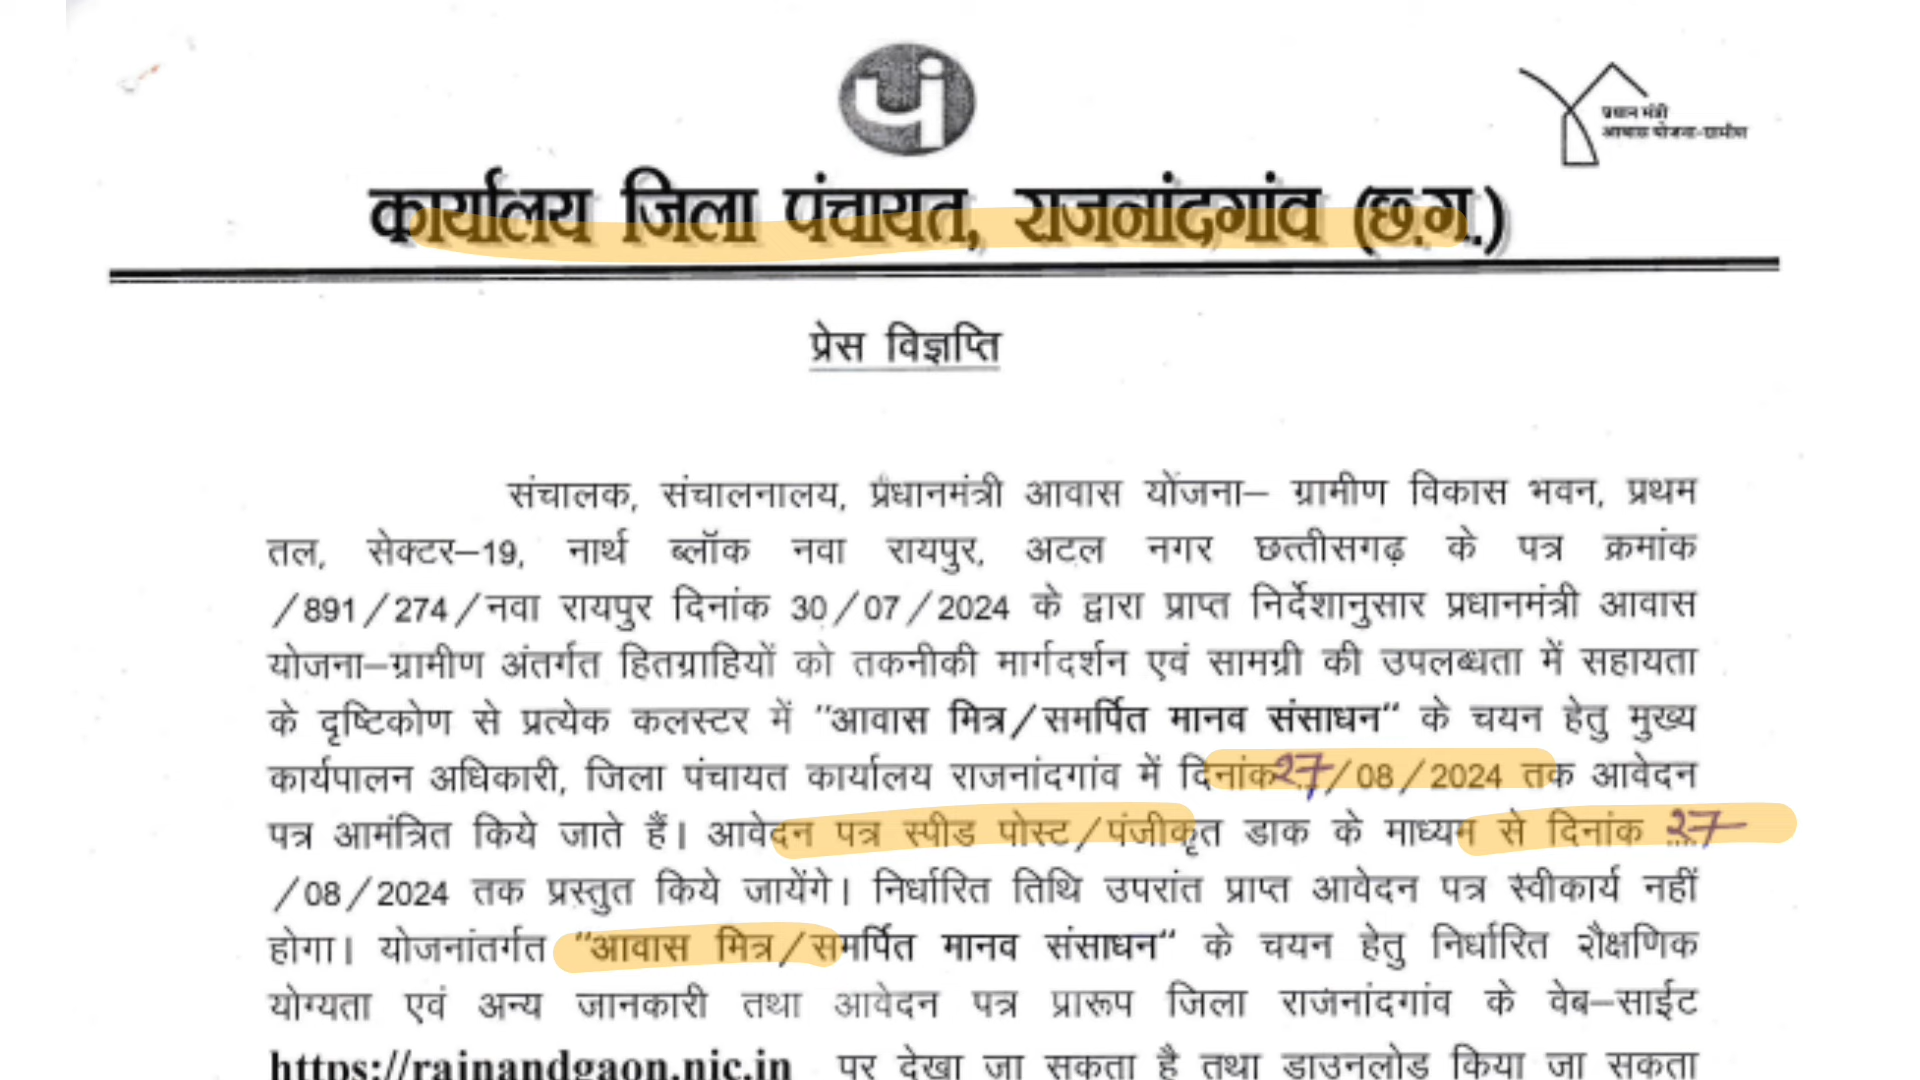 पं
प्रधान मंत्री
आवास योजना-ग्रामीण
कार्यालय जिला पंचायत, राजनांदगांव (छ.ग.)
प्रेस विज्ञप्ति
संचालक, संचालनालय, प्रधानमंत्री आवास योंजना– ग्रामीण विकास भवन, प्रथम
तल, सेक्टर–19, नार्थ ब्लॉक नवा रायपुर, अटल नगर छत्तीसगढ़ के पत्र क्रमांक
/891/274/नवा रायपुर दिनांक 30/07/2024 के द्वारा प्राप्त निर्देशानुसार प्रधानमंत्री आवास
योजना–ग्रामीण अंतर्गत हितग्राहियों को तकनीकी मार्गदर्शन एवं सामग्री की उपलब्धता में सहायता
के दृष्टिकोण से प्रत्येक कलस्टर में "आवास मित्र/समर्पित मानव संसाधन" के चयन हेतु मुख्य
कार्यपालन अधिकारी, जिला पंचायत कार्यालय राजनांदगांव में दिनांक 27/08/2024 तक आवेदन
पत्र आमंत्रित किये जाते हैं। आवेदन पत्र स्पीड पोस्ट/पंजीकृत डाक के माध्यम से दिनांक 27
/08/2024 तक प्रस्तुत किये जायेंगे। निर्धारित तिथि उपरांत प्राप्त आवेदन पत्र स्वीकार्य नहीं
होगा। योजनांतर्गत "आवास मित्र/समर्पित मानव संसाधन" के चयन हेतु निर्धारित शैक्षणिक
योग्यता एवं अन्य जानकारी तथा आवेदन पत्र प्रारूप जिला राजनांदगांव के वेब–साईट
https://rajnandgaon.nic.in पर देखा जा सकता है तथा डाउनलोड किया जा सकता